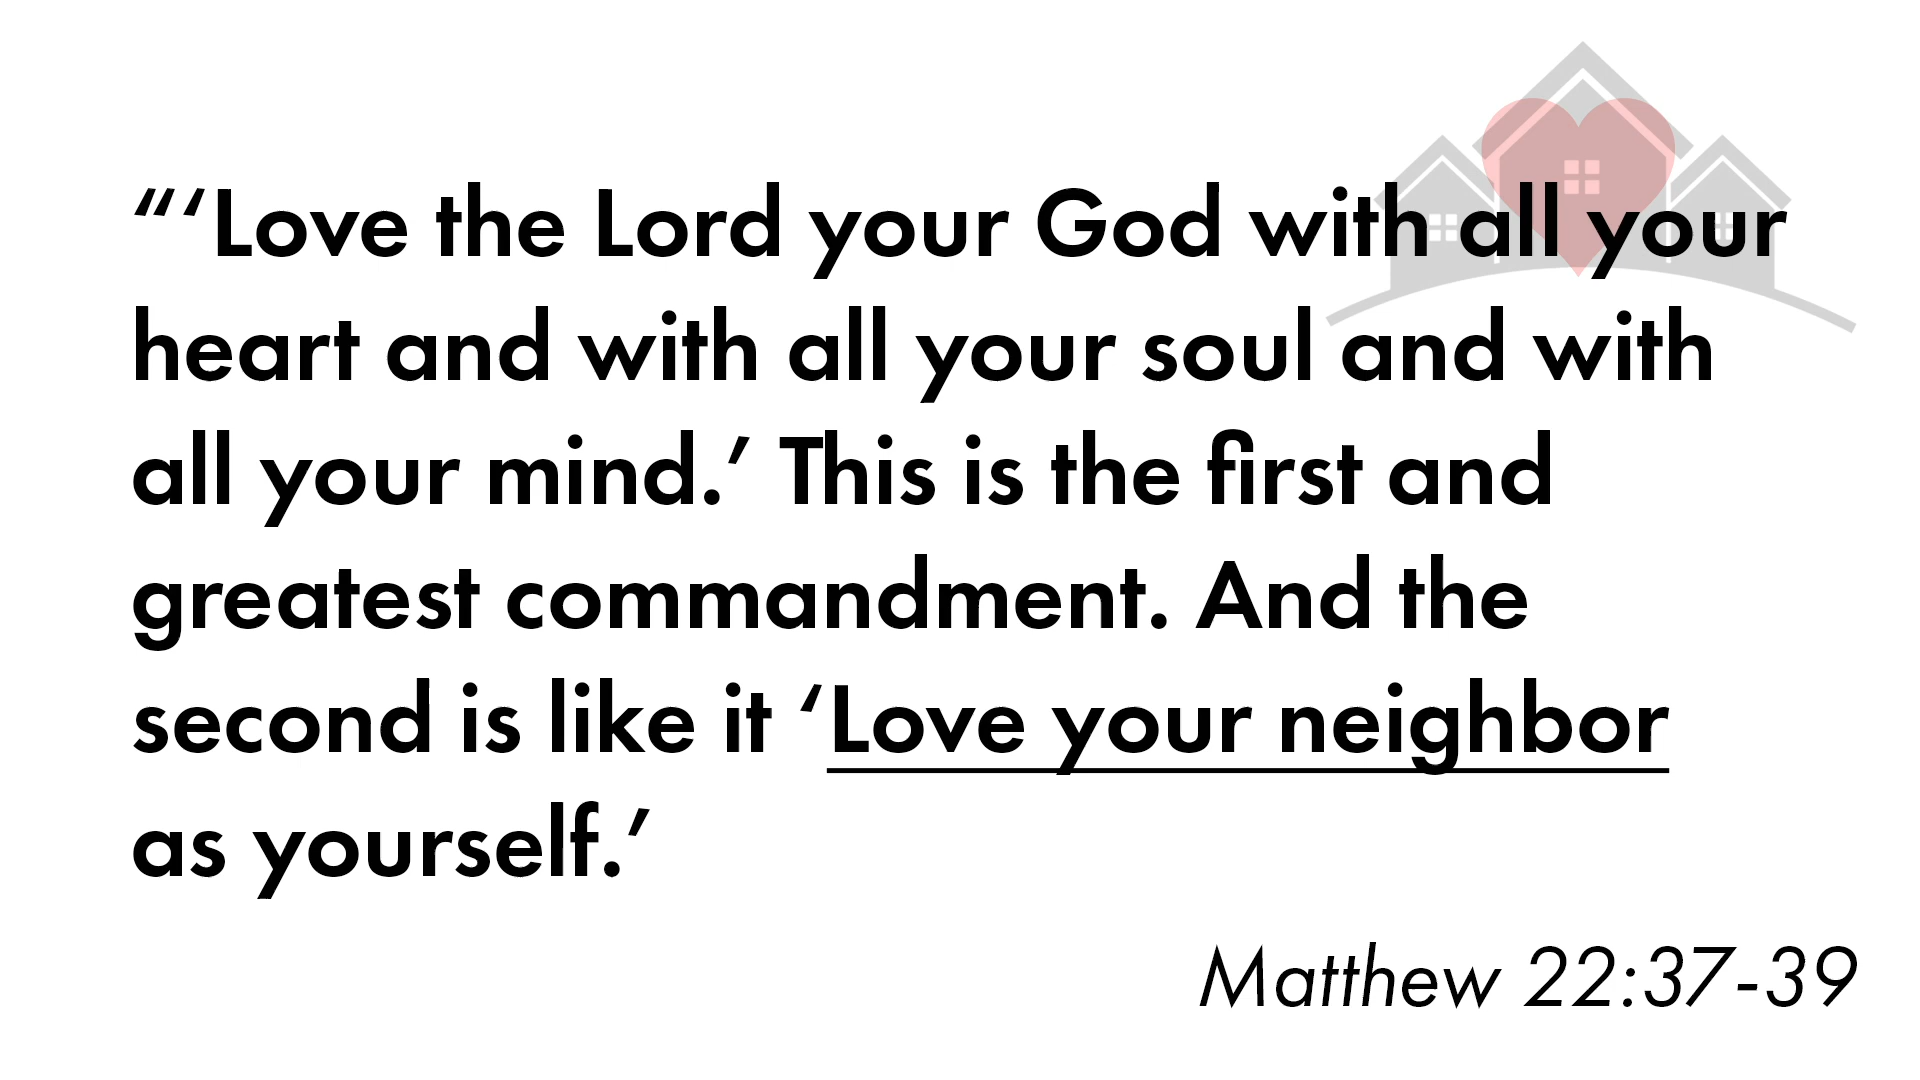 “‘Love the Lord your God with all your
heart and with all your soul and with
all your mind.’ This is the first and
greatest commandment. And the
second is like it ‘Love your neighbor
as yourself.’
Matthew 22:37-39